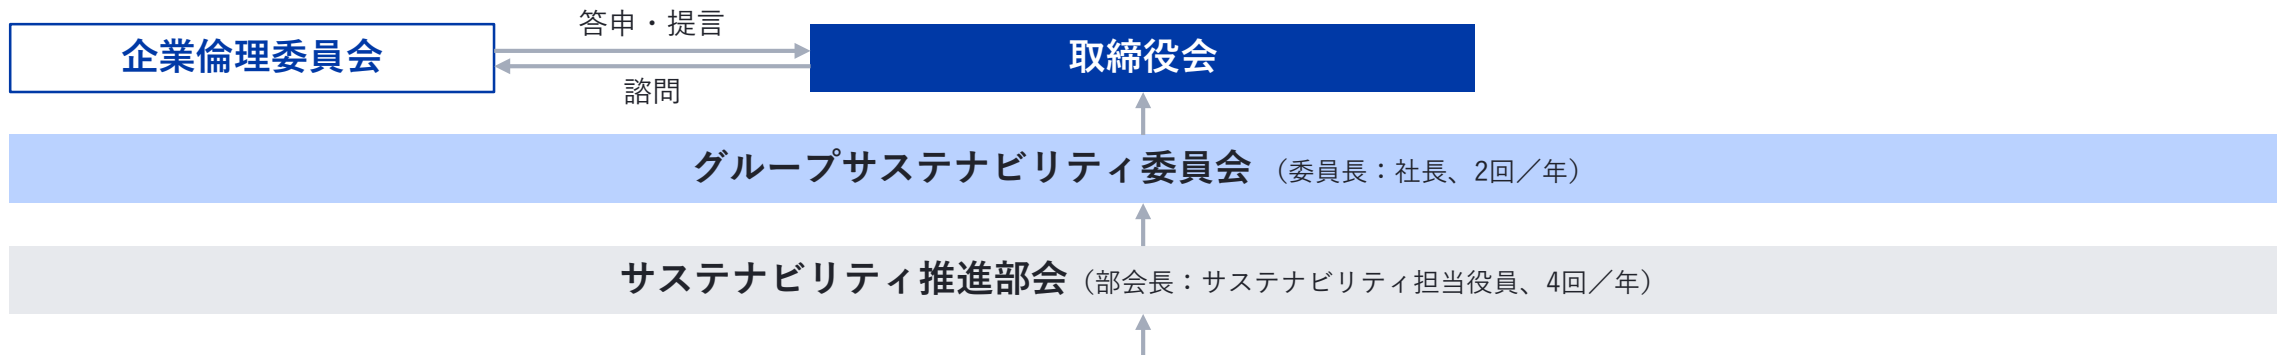 答申・提言
企業倫理委員会
取締役会
諮問
グループサステナビリティ委員会（委員長：社長、2回／年）
サステナビリティ推進部会（部会長：サステナビリティ担当役員、4回／年）